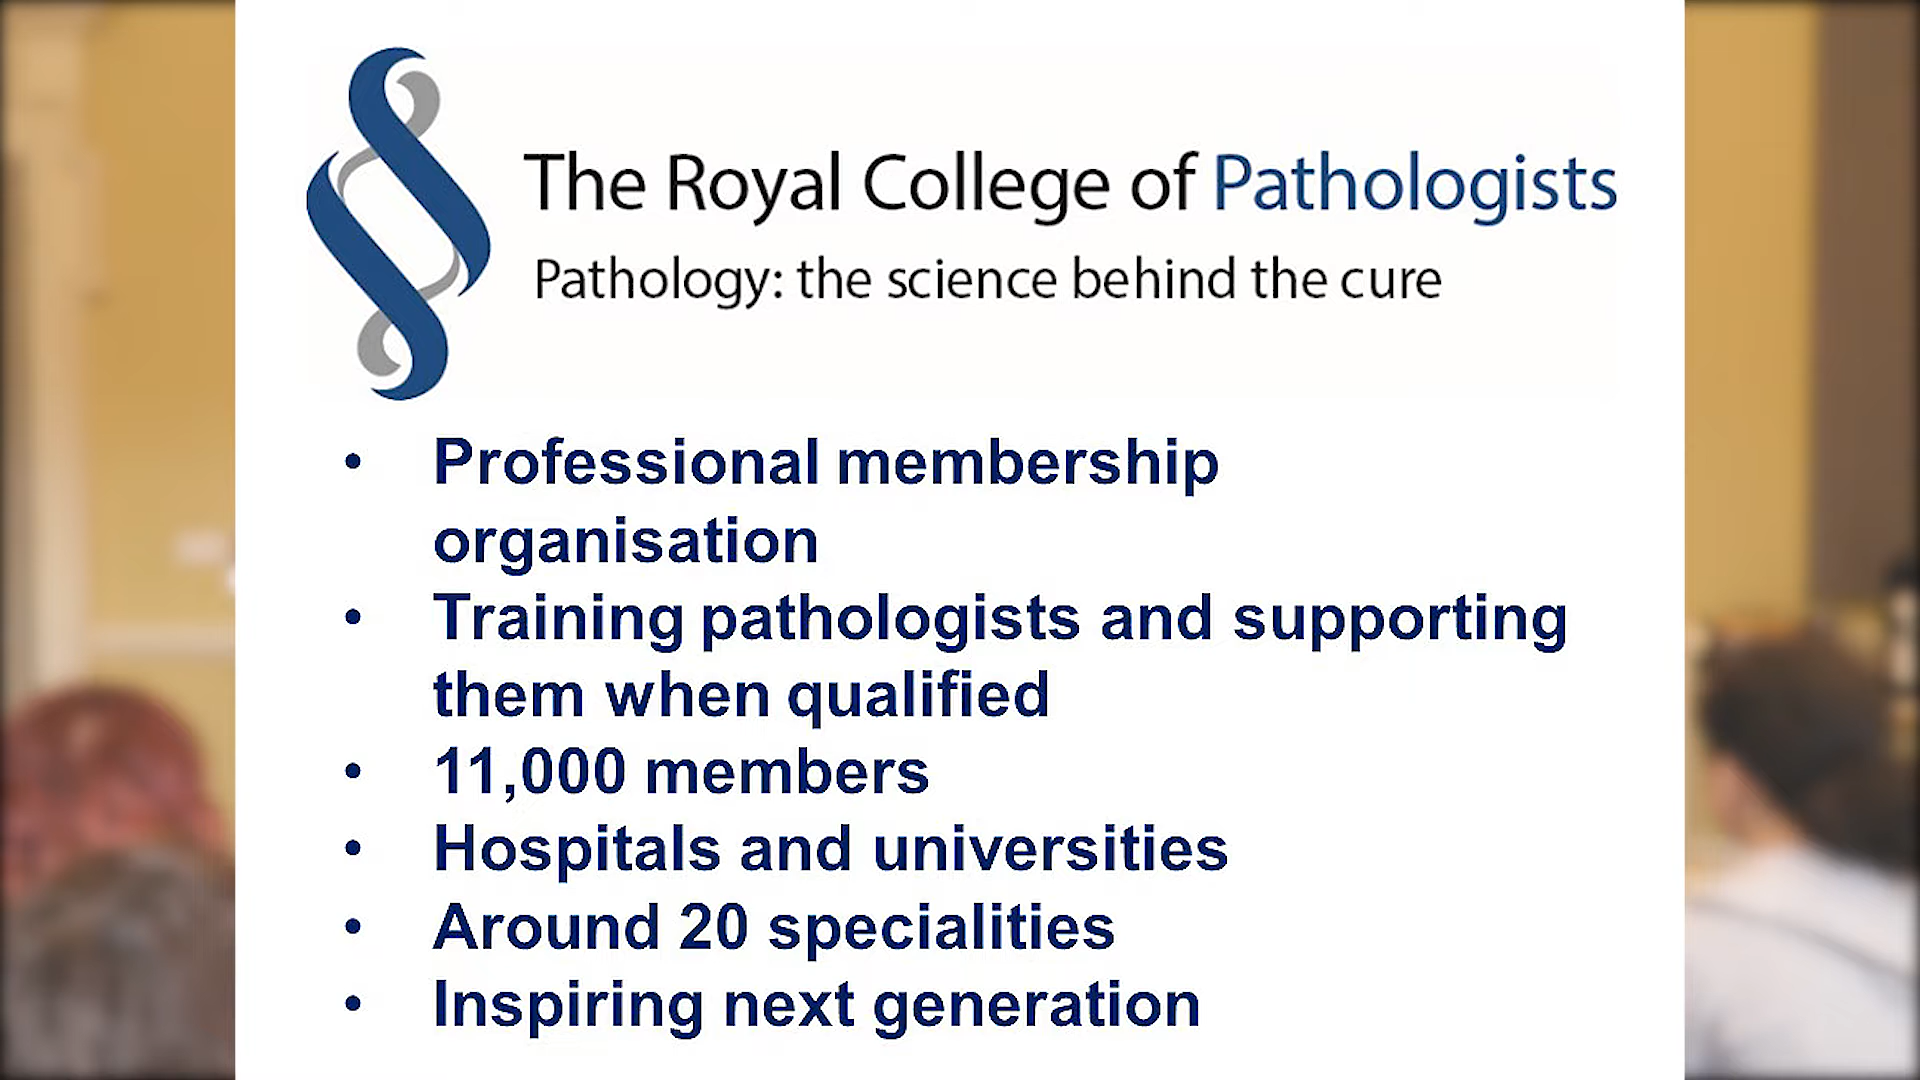 The Royal College of Pathologists
Pathology: the science behind the cure
• Professional membership
organisation
• Training pathologists and supporting
them when qualified
• 11,000 members
• Hospitals and universities
• Around 20 specialities
• Inspiring next generation